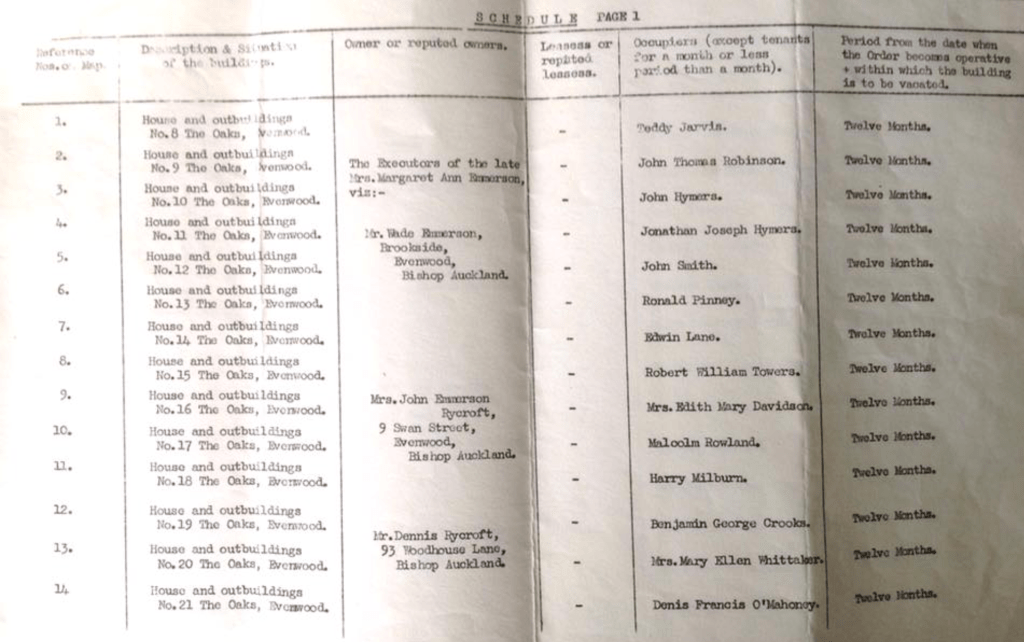 SCHEDULE PAGE 1
Reference
Nos.on Map.
Description & Situation
of the buildings.
Owner or reputed owners.
Lessees or
reputed
lessees.
Occupiers (except tenants
for a month or less
period than a month).
Period from the date when
the Order becomes operative
+ within which the building
is to be vacated.
1.
House and outbuildings
No.8 The Oaks, Evenwood.
-
Teddy Jarvis.
Twelve Months.
2.
House and outbuildings
No.9 The Oaks, Evenwood.
-
John Thomas Robinson.
Twelve Months.
The Executors of the late
Mrs.Margaret Ann Emmerson,
viz:-
3.
House and outbuildings
No.10 The Oaks, Evenwood.
-
John Hymers.
Twelve Months.
4.
House and outbuildings
No.11 The Oaks, Evenwood.
-
Jonathan Joseph Hymers.
Twelve Months.
Mr.Wade Emmerson,
Brookside,
Evenwood,
Bishop Auckland.
5.
House and outbuildings
No.12 The Oaks, Evenwood.
-
John Smith.
Twelve Months.
6.
House and outbuildings
No.13 The Oaks, Evenwood.
-
Ronald Pinney.
Twelve Months.
7.
House and outbuildings
No.14 The Oaks, Evenwood.
-
Edwin Lane.
Twelve Months.
8.
House and outbuildings
No.15 The Oaks, Evenwood.
-
Robert William Towers.
Twelve Months.
9.
House and outbuildings
No.16 The Oaks, Evenwood.
Mrs.John Emmerson
Rycroft,
9 Swan Street,
Evenwood,
Bishop Auckland.
-
Mrs.Edith Mary Davidson.
Twelve Months.
10.
House and outbuildings
No.17 The Oaks, Evenwood.
-
Malcolm Rowland.
Twelve Months.
11.
House and outbuildings
No.18 The Oaks, Evenwood.
-
Harry Milburn.
Twelve Months.
12.
House and outbuildings
No.19 The Oaks, Evenwood.
-
Benjamin George Crooks.
Twelve Months.
Mr.Dennis Rycroft,
93 Woodhouse Lane,
Bishop Auckland.
13.
House and outbuildings
No.20 The Oaks, Evenwood.
-
Mrs.Mary Ellen Whittaker.
Twelve Months.
14
House and outbuildings
No.21 The Oaks, Evenwood.
-
Denis Francis O'Mahoney.
Twelve Months.